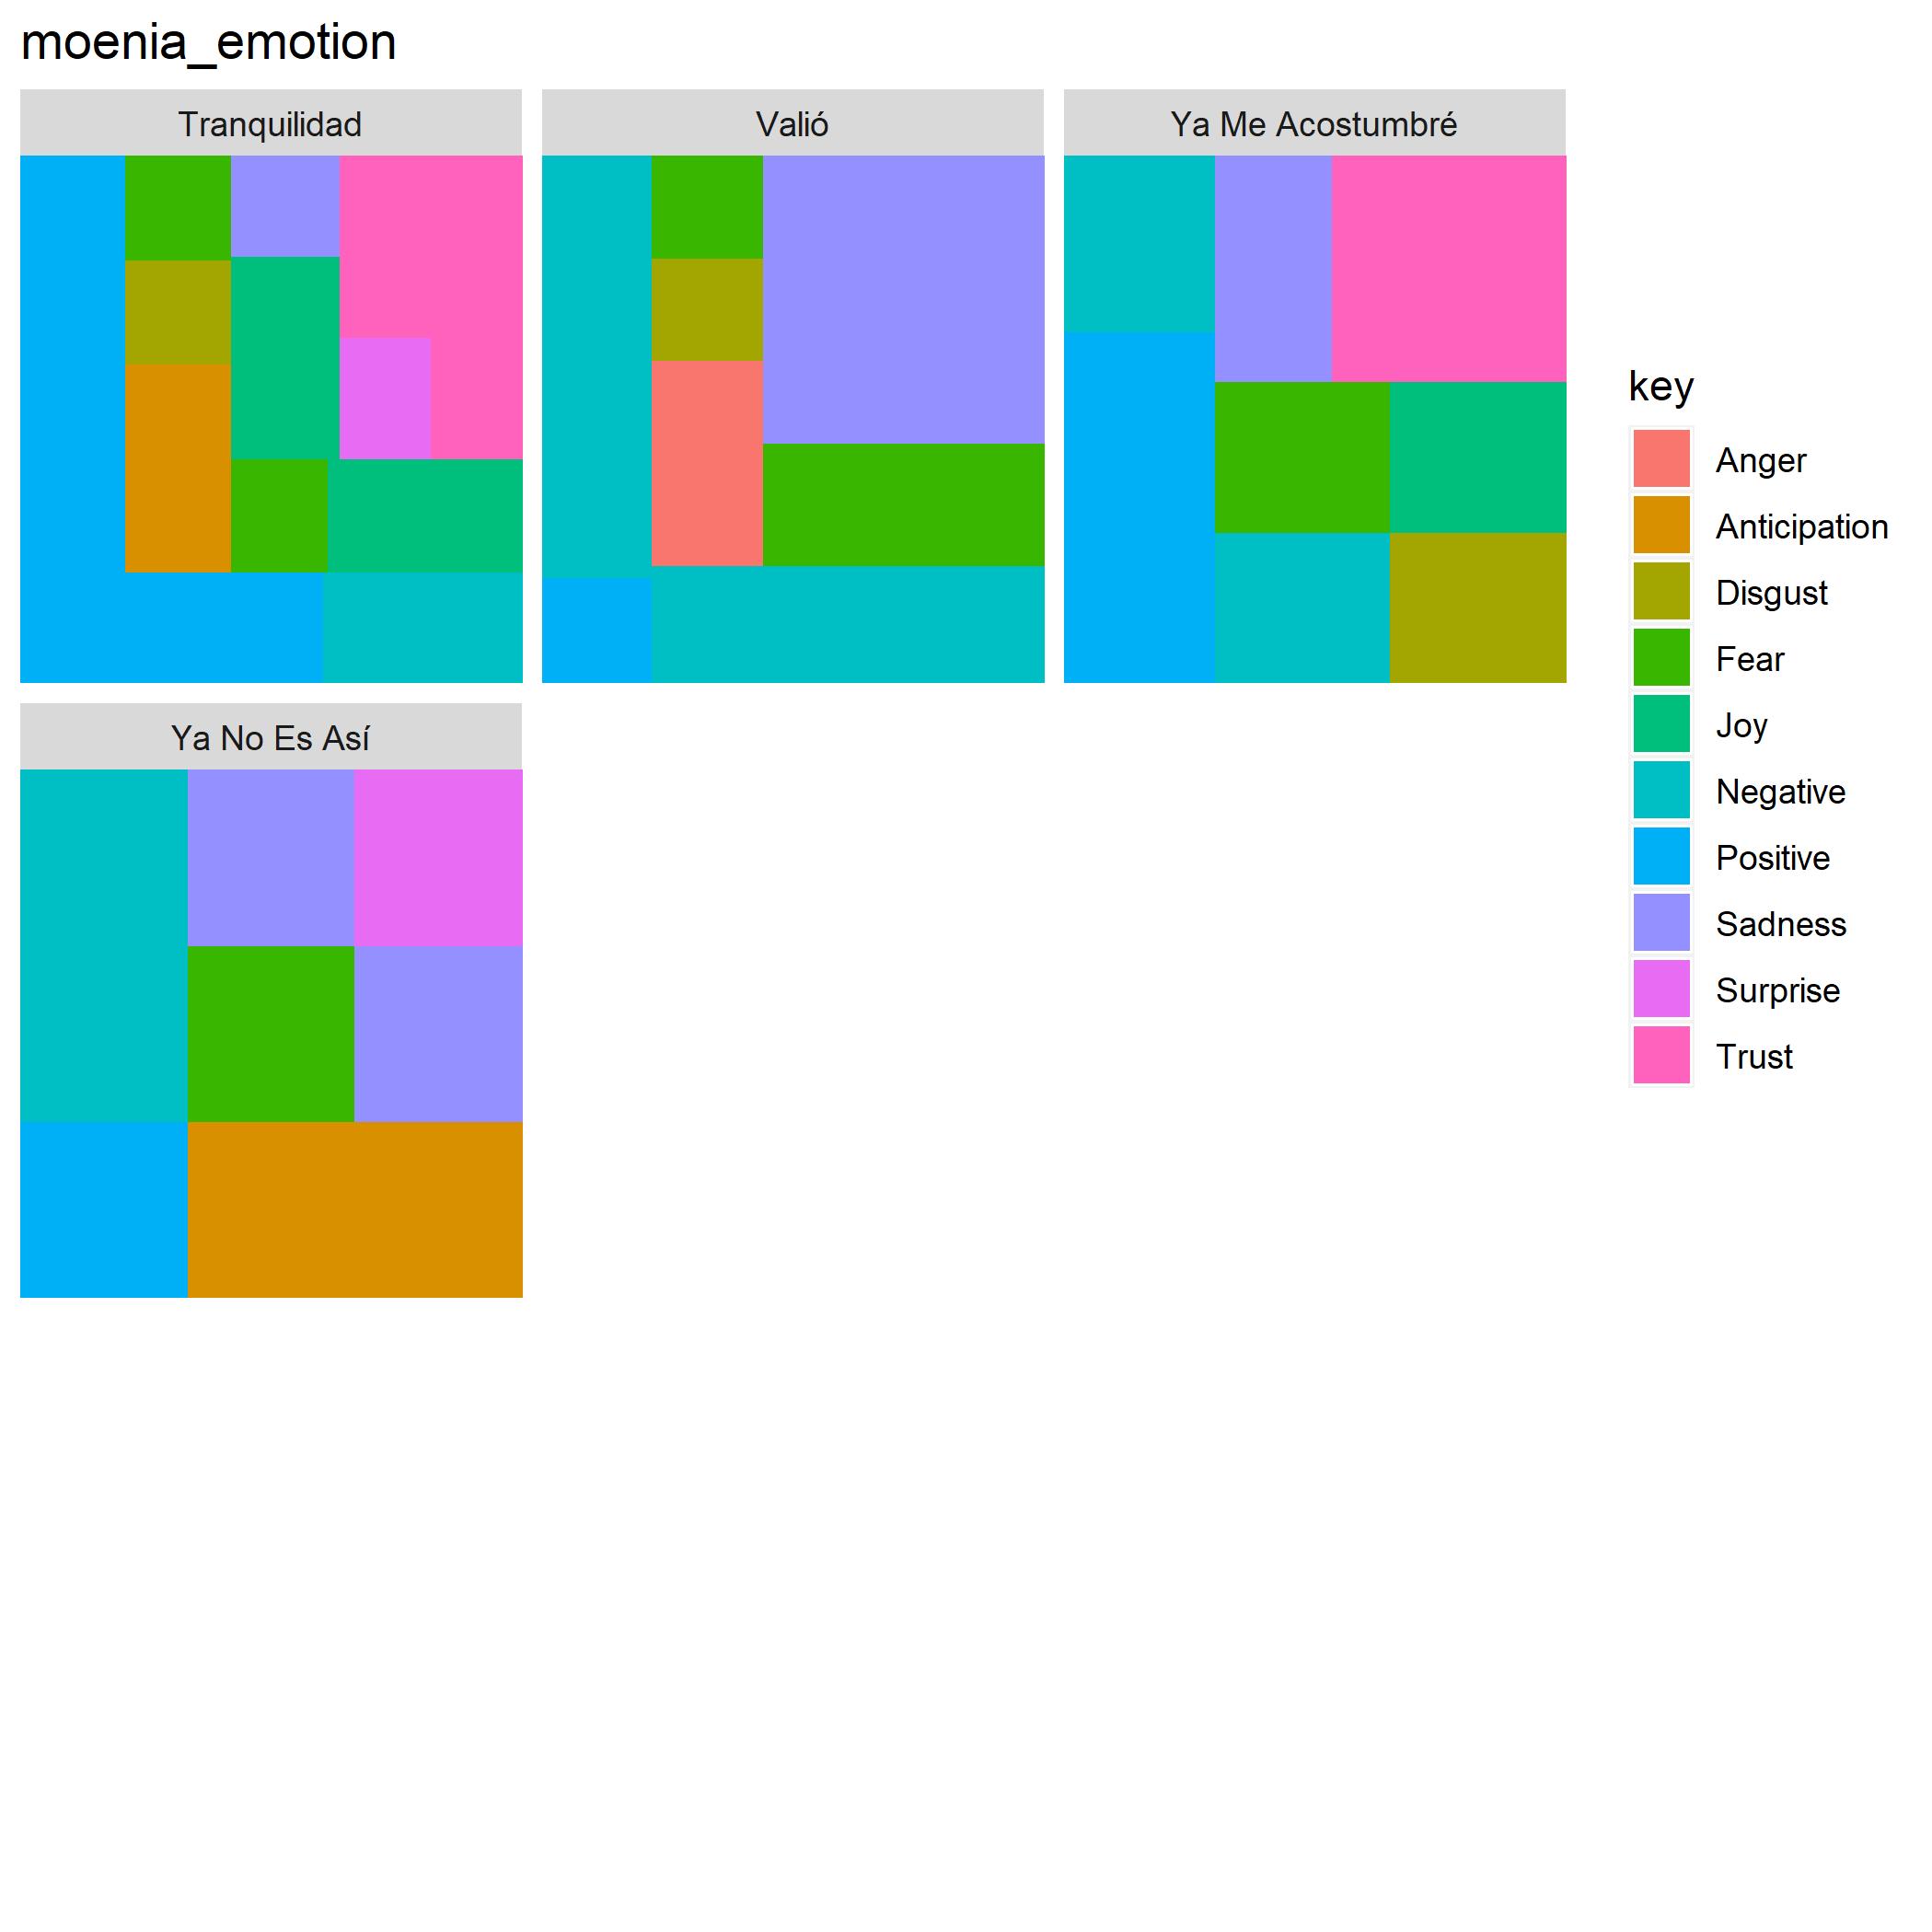 moenia_emotion
Tranquilidad
Valió
Ya Me Acostumbré
Ya No Es Así
key
Anger
Anticipation
Disgust
Fear
Joy
Negative
Positive
Sadness
Surprise
Trust